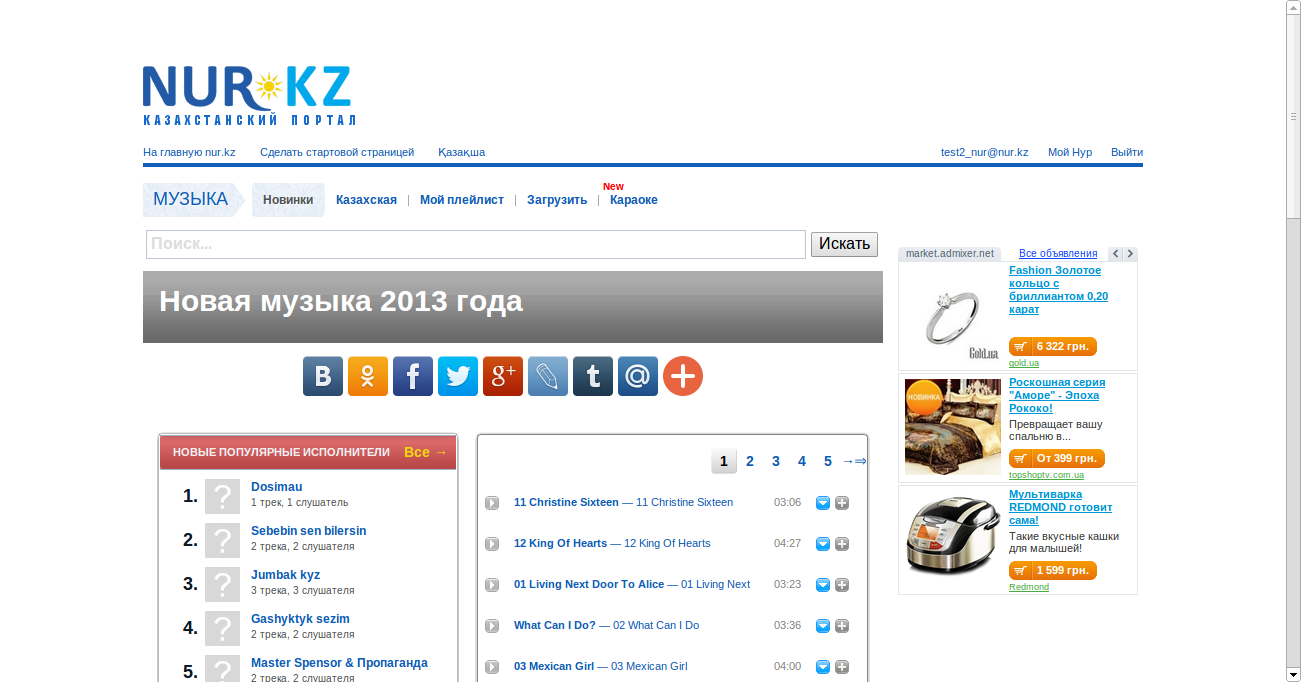 NUR KZ
КАЗАХСТАНСКИЙ ПОРТАЛ
На главную nur.kz Сделать стартовой страницей Қазақша test2_nur@nur.kz Мой Нур Выйти
МУЗЫКА Новинки Казахская Мой плейлист Загрузить New Караоке
Поиск... Искать
Новая музыка 2013 года
НОВЫЕ ПОПУЛЯРНЫЕ ИСПОЛНИТЕЛИ Все →
1. ? Dosimau
1 трек, 1 слушатель
2. ? Sebebin sen bilersin
2 трека, 2 слушателя
3. ? Jumbak kyz
3 трека, 3 слушателя
4. ? Gashyktyk sezim
2 трека, 2 слушателя
5. ? Master Spensor & Пропаганда
2 трека, 2 слушателя
1 2 3 4 5 →⇒
11 Christine Sixteen — 11 Christine Sixteen 03:06
12 King Of Hearts — 12 King Of Hearts 04:27
01 Living Next Door To Alice — 01 Living Next 03:23
What Can I Do? — 02 What Can I Do 03:36
03 Mexican Girl — 03 Mexican Girl 04:00
market.admixer.net Все объявления
Fashion Золотое
кольцо с
бриллиантом 0,20
карат
Gold.ua
6 322 грн.
gold.ua
НОВИНКА
Роскошная серия
"Аморе" - Эпоха
Рококо!
Превращает вашу
спальню в...
От 399 грн.
topshoptv.com.ua
Мультиварка
REDMOND готовит
сама!
Такие вкусные кашки
для малышей!
1 599 грн.
Redmond